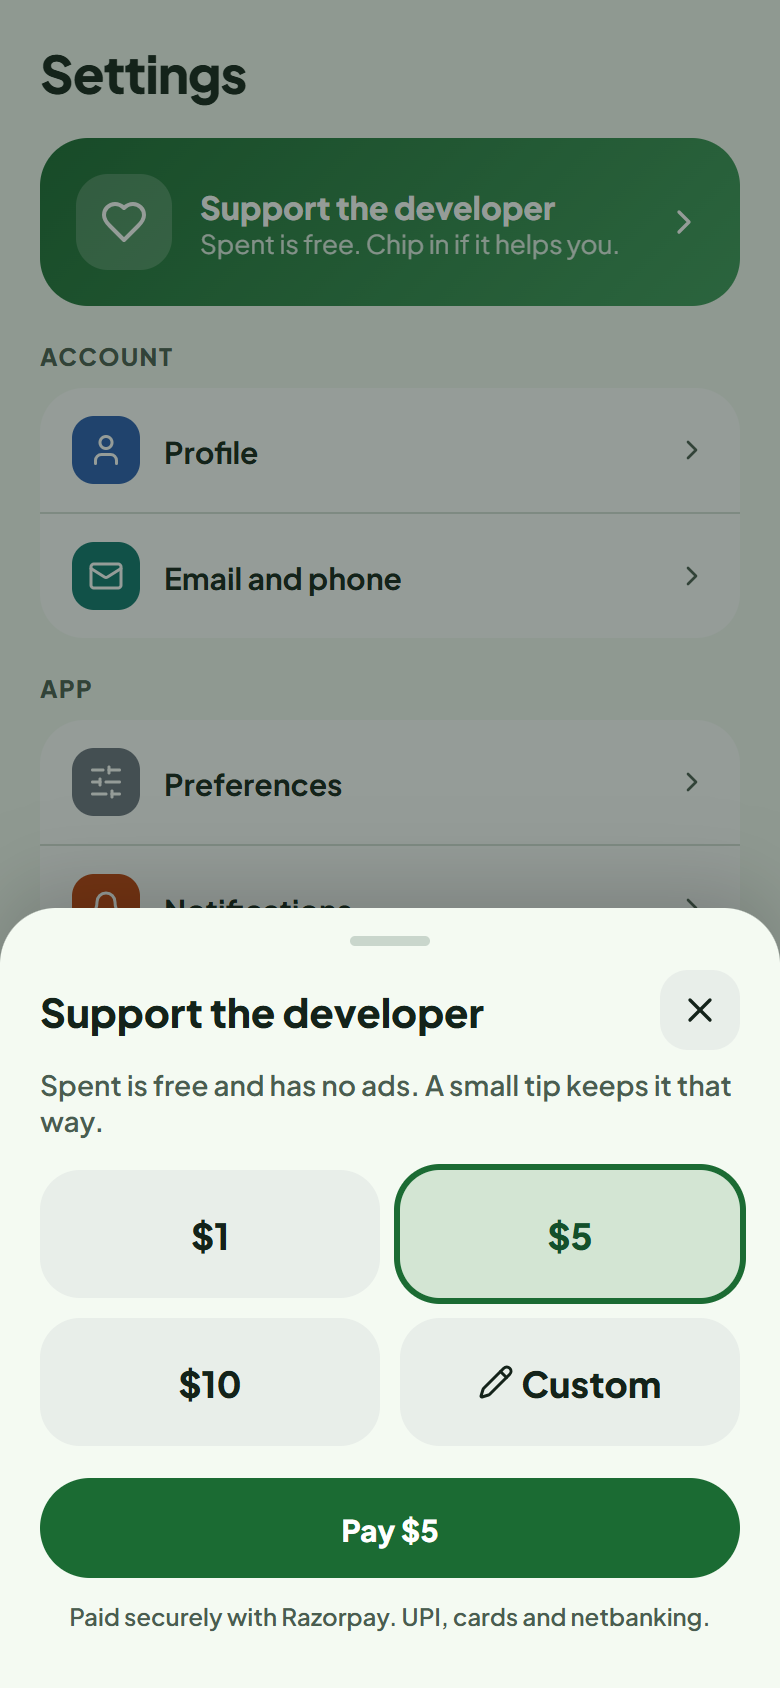 Settings
Support the developer
Spent is free. Chip in if it helps you.
ACCOUNT
Profile
Email and phone
APP
Preferences
Notifications
Support the developer
Spent is free and has no ads. A small tip keeps it that
way.
$1
$5
$10
Custom
Pay $5
Paid securely with Razorpay. UPI, cards and netbanking.